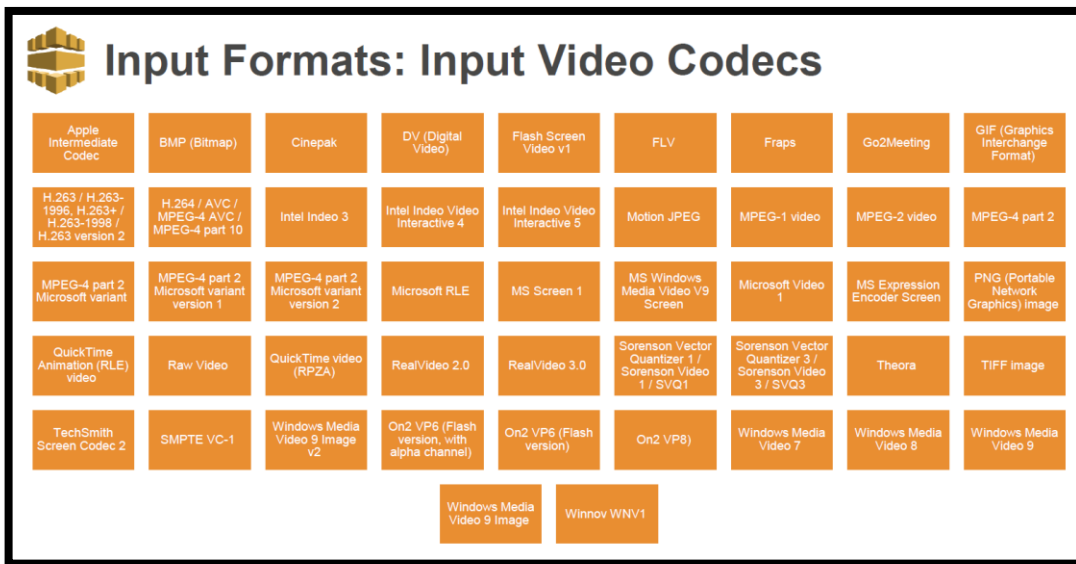 Input Formats: Input Video Codecs
Apple
Intermediate
Codec
BMP (Bitmap)
Cinepak
DV (Digital
Video)
Flash Screen
Video v1
FLV
Fraps
Go2Meeting
GIF (Graphics
Interchange
Format)
H.263 / H.263-
1996, H.263+ /
H.263-1998 /
H.263 version 2
H.264 / AVC /
MPEG-4 AVC /
MPEG-4 part 10
Intel Indeo 3
Intel Indeo Video
Interactive 4
Intel Indeo Video
Interactive 5
Motion JPEG
MPEG-1 video
MPEG-2 video
MPEG-4 part 2
MPEG-4 part 2
Microsoft variant
MPEG-4 part 2
Microsoft variant
version 1
MPEG-4 part 2
Microsoft variant
version 2
Microsoft RLE
MS Screen 1
MS Windows
Media Video V9
Screen
Microsoft Video
1
MS Expression
Encoder Screen
PNG (Portable
Network
Graphics) image
QuickTime
Animation (RLE)
video
Raw Video
QuickTime video
(RPZA)
RealVideo 2.0
RealVideo 3.0
Sorenson Vector
Quantizer 1 /
Sorenson Video
1 / SVQ1
Sorenson Vector
Quantizer 3 /
Sorenson Video
3 / SVQ3
Theora
TIFF image
TechSmith
Screen Codec 2
SMPTE VC-1
Windows Media
Video 9 Image
v2
On2 VP6 (Flash
version, with
alpha channel)
On2 VP6 (Flash
version)
On2 VP8)
Windows Media
Video 7
Windows Media
Video 8
Windows Media
Video 9
Windows Media
Video 9 Image
Winnov WNV1